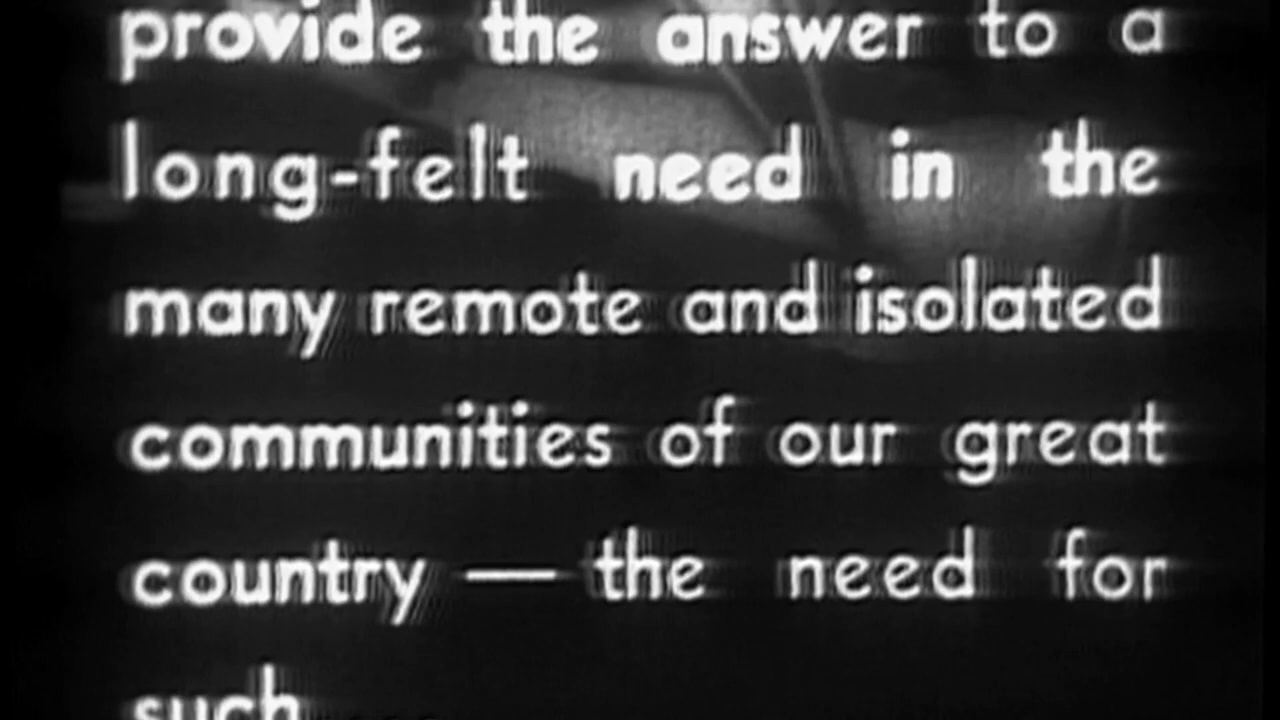 provide the answer to a
long-felt need in the
many remote and isolated
communities of our great
country — the need for
such